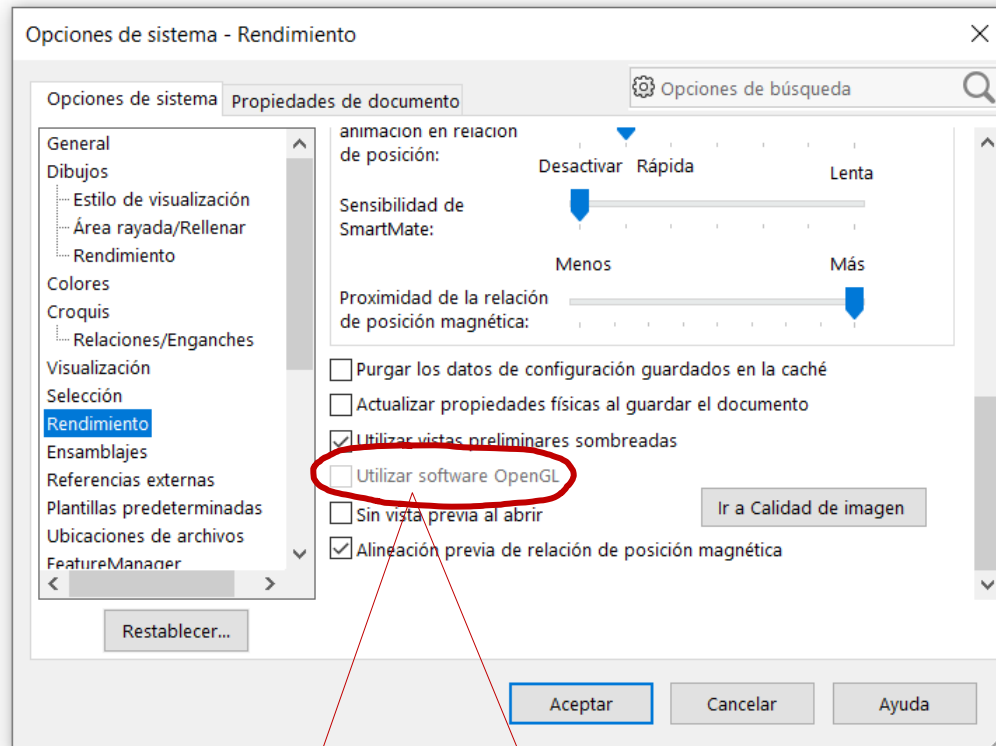 Opciones de sistema - Rendimiento
Opciones de sistema
Propiedades de documento
Opciones de búsqueda
General
Dibujos
Estilo de visualización
Área rayada/Rellenar
Rendimiento
Colores
Croquis
Relaciones/Enganches
Visualización
Selección
Rendimiento
Ensamblajes
Referencias externas
Plantillas predeterminadas
Ubicaciones de archivos
FeatureManager
Restablecer...
animación en relación
de posición:
Desactivar Rápida Lenta
Sensibilidad de
SmartMate:
Menos Más
Proximidad de la relación
de posición magnética:
Purgar los datos de configuración guardados en la caché
Actualizar propiedades físicas al guardar el documento
Utilizar vistas preliminares sombreadas
Utilizar software OpenGL
Sin vista previa al abrir
Ir a Calidad de imagen
Alineación previa de relación de posición magnética
Aceptar
Cancelar
Ayuda